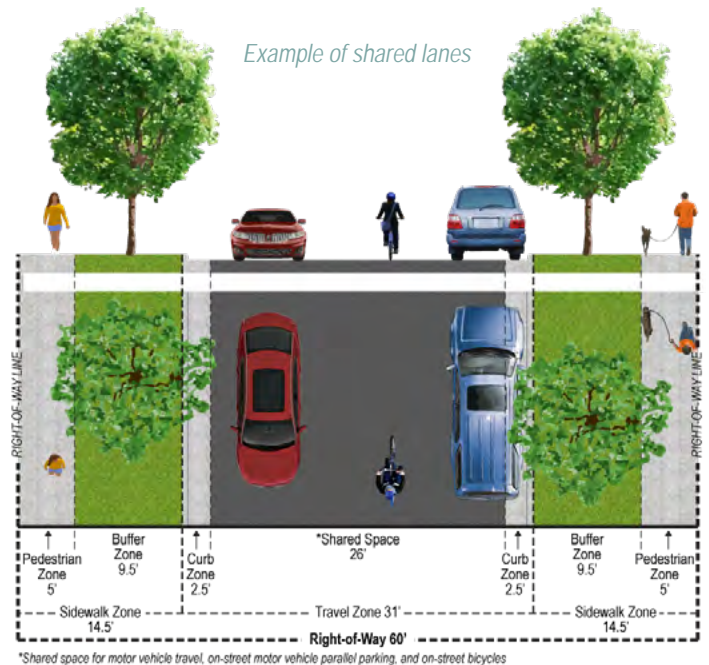 Example of shared lanes
RIGHT-OF-WAY LINE
RIGHT-OF-WAY LINE
Pedestrian
Zone
5'
Buffer
Zone
9.5'
Curb
Zone
2.5'
*Shared Space
26'
Curb
Zone
2.5'
Buffer
Zone
9.5'
Pedestrian
Zone
5'
Sidewalk Zone
14.5'
Travel Zone 31'
Sidewalk Zone
14.5'
Right-of-Way 60'
*Shared space for motor vehicle travel, on-street motor vehicle parallel parking, and on-street bicycles